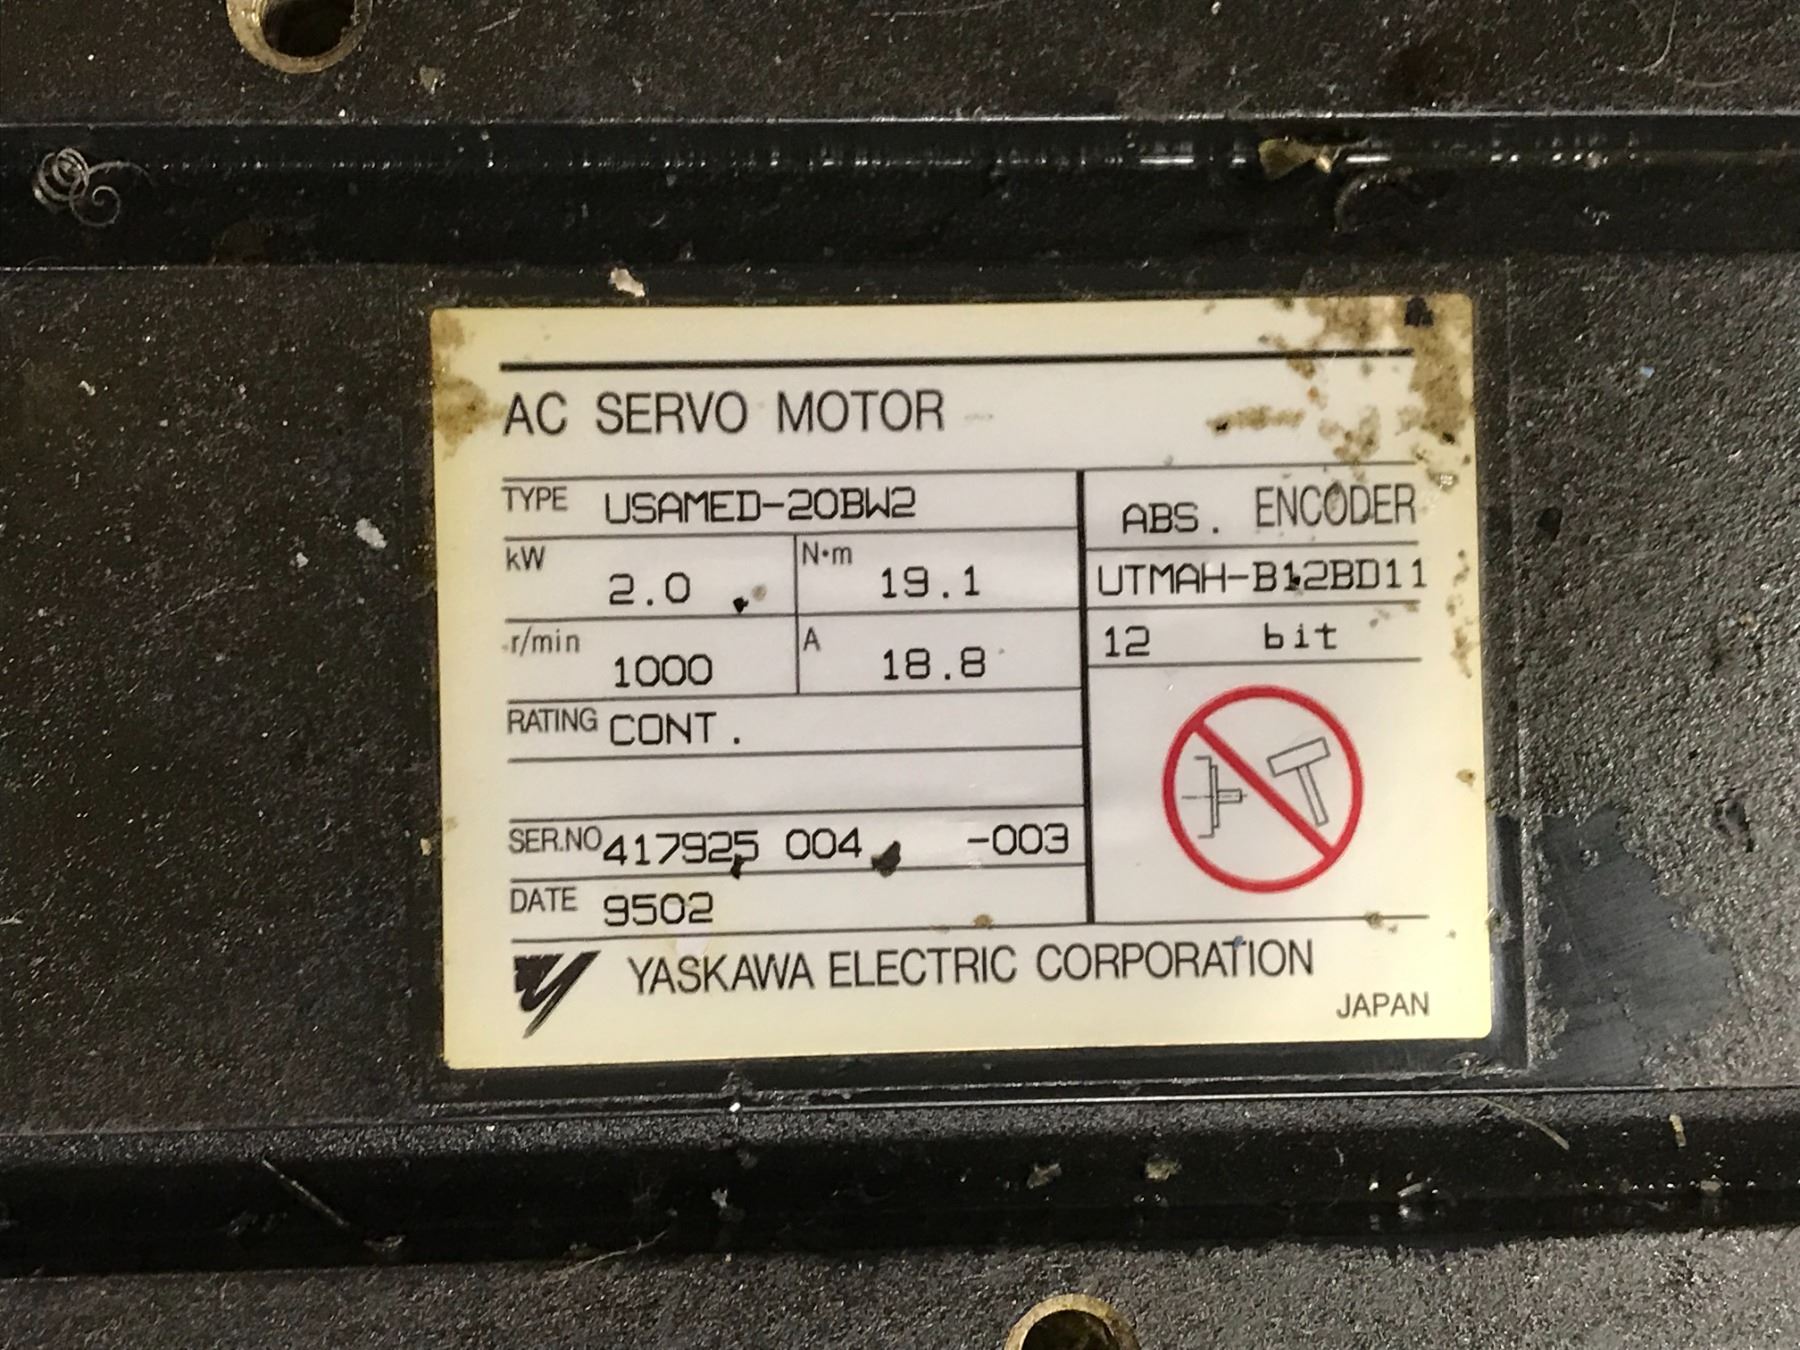 AC SERVO MOTOR
TYPE USAMED-20BW2
ABS. ENCODER
kW 2.0 N·m 19.1
UTMAH-B12BD11
r/min 1000 A 18.8
12 bit
RATING CONT.
SER.NO 417925 004 -003
DATE 9502
YASKAWA ELECTRIC CORPORATION
JAPAN